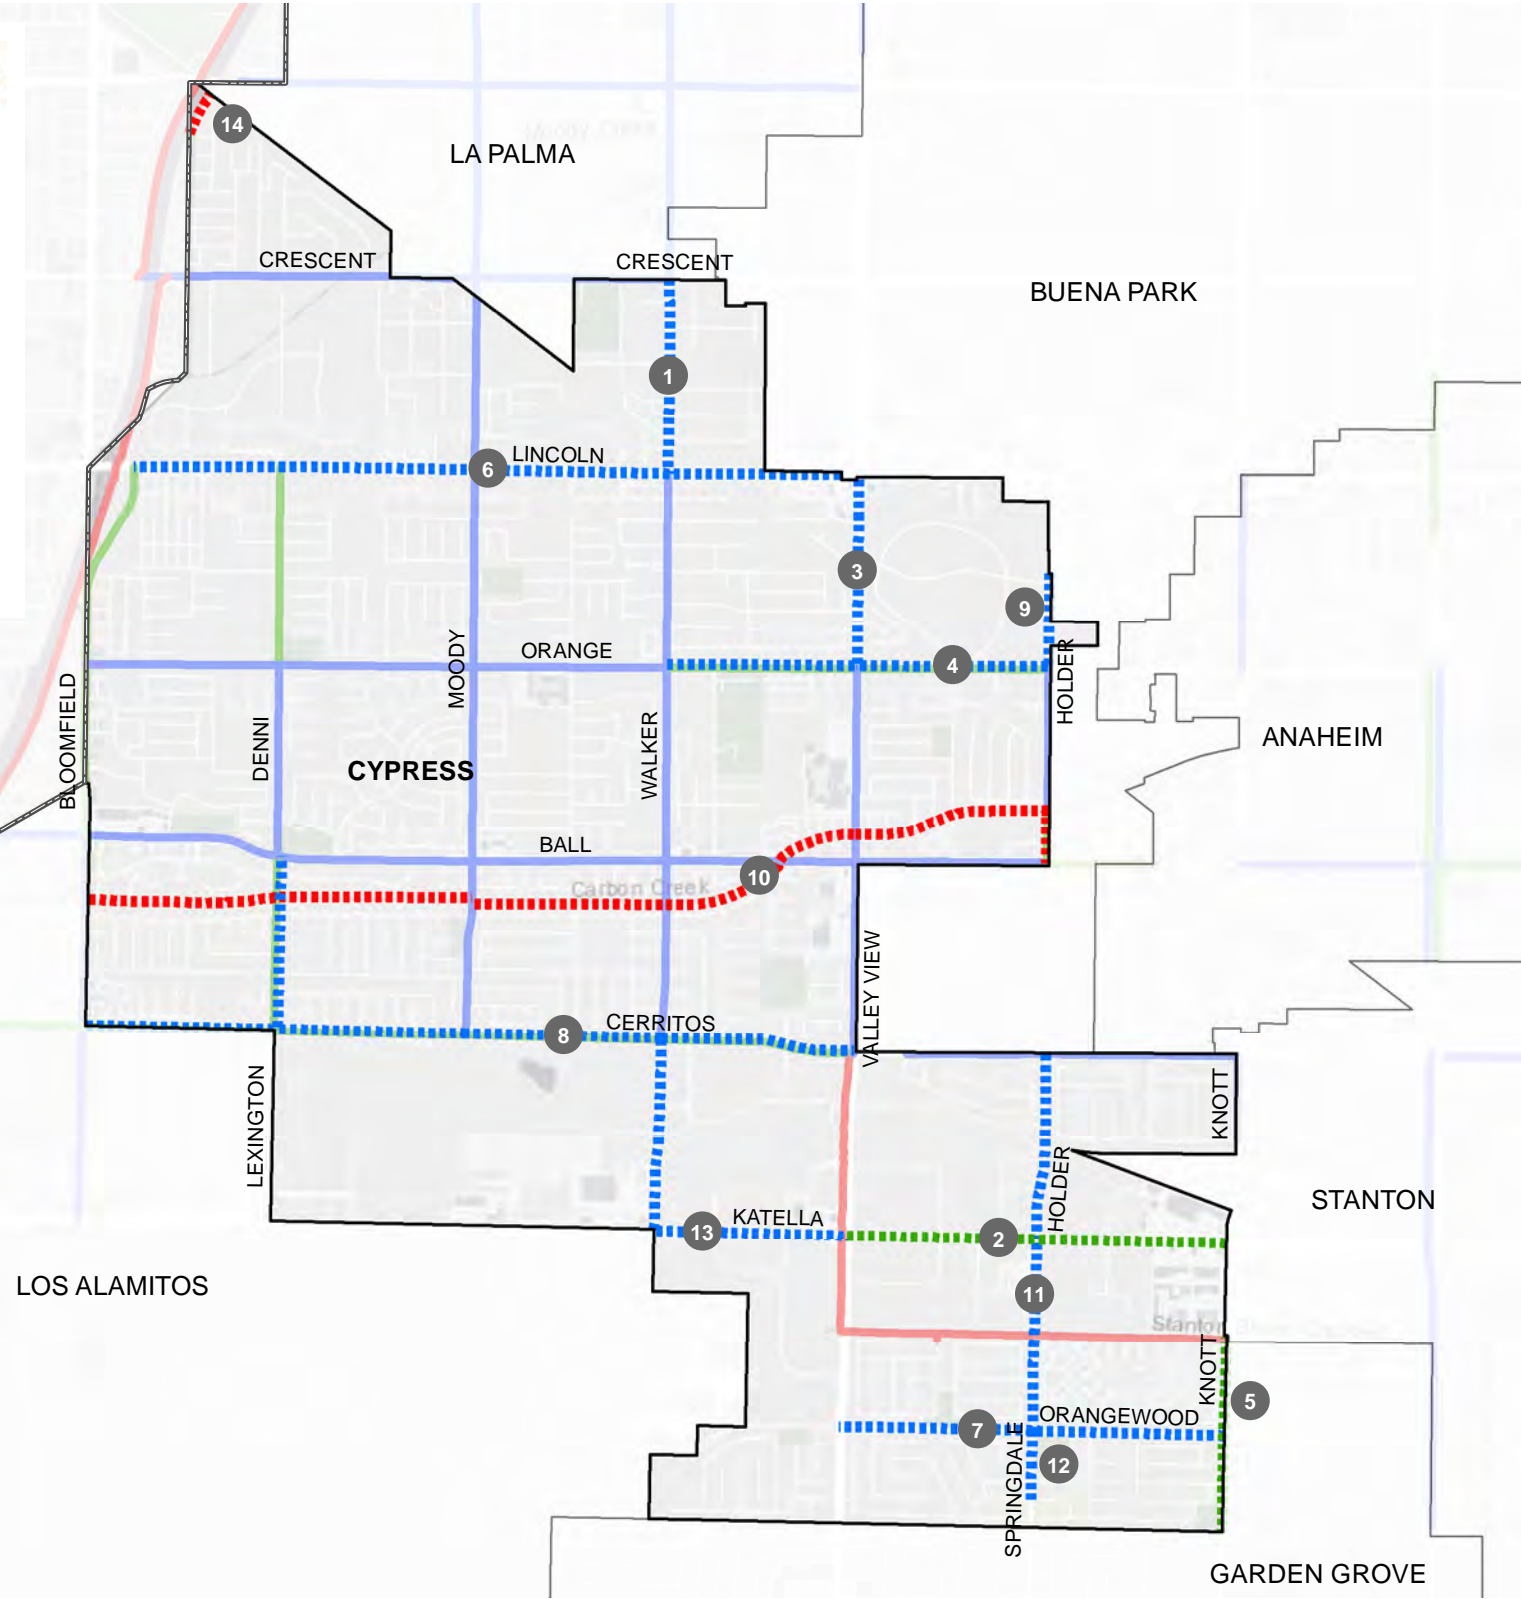 14
Moody Creek
LA PALMA
CRESCENT
CRESCENT
BUENA PARK
1
LINCOLN
6
3
9
ORANGE
4
MOODY
HOLDER
BLOOMFIELD
DENNI
WALKER
ANAHEIM
CYPRESS
BALL
10
Carbon Creek
VALLEY VIEW
CERRITOS
8
LEXINGTON
KNOTT
HOLDER
STANTON
KATELLA
13
2
LOS ALAMITOS
11
Stanton
KNOTT
5
ORANGEWOOD
7
SPRINGDALE
12
GARDEN GROVE